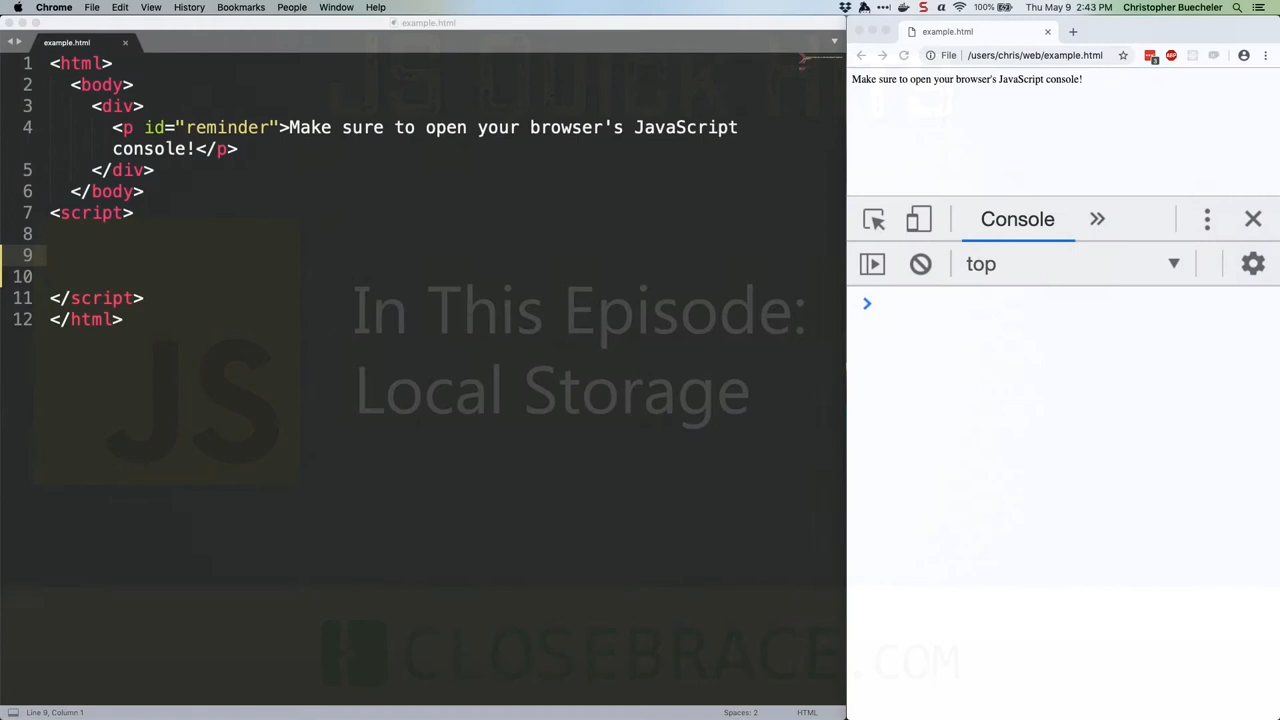 Chrome File Edit View History Bookmarks People Window Help 100% Thu May 9 2:43 PM Christopher Buecheler
example.html
example.html
example.html
File /users/chris/web/example.html
1 <html>
2 <body>
3 <div>
4 <p id="reminder">Make sure to open your browser's JavaScript
console!</p>
5 </div>
6 </body>
7 <script>
8
9
10
11 </script>
12 </html>
Make sure to open your browser's JavaScript console!
Console
top
In This Episode:
Local Storage
JS
CLOSEBRACE.COM
Line 9, Column 1 Spaces: 2 HTML